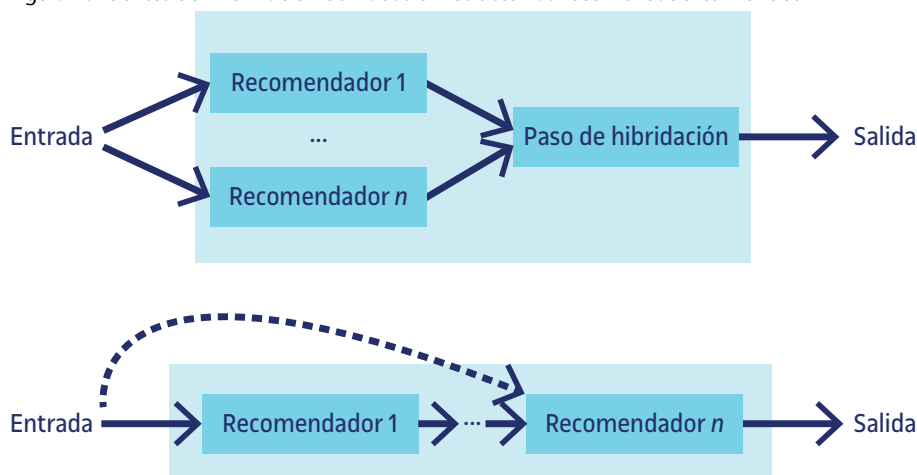 Recomendador 1
Entrada
...
Paso de hibridación
Salida
Recomendador n
Entrada
Recomendador 1
...
Recomendador n
Salida